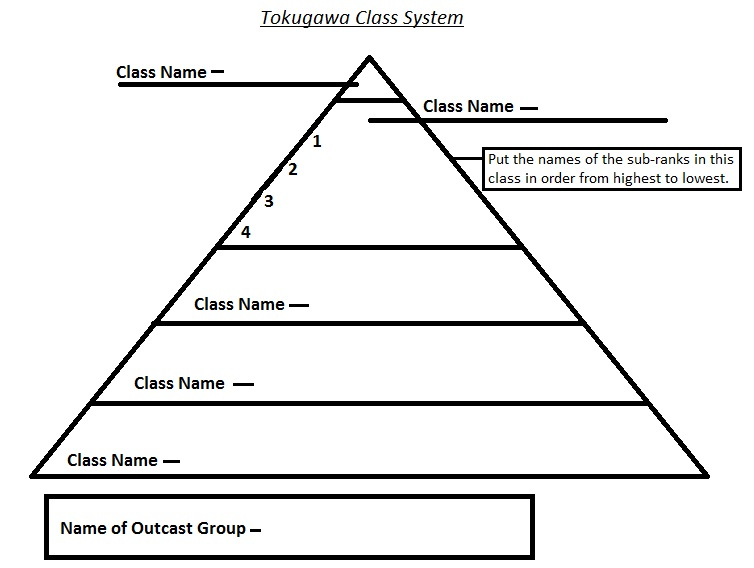 Tokugawa Class System
Class Name —
Class Name —
1
Put the names of the sub-ranks in this
class in order from highest to lowest.
2
3
4
Class Name —
Class Name —
Class Name —
Name of Outcast Group –